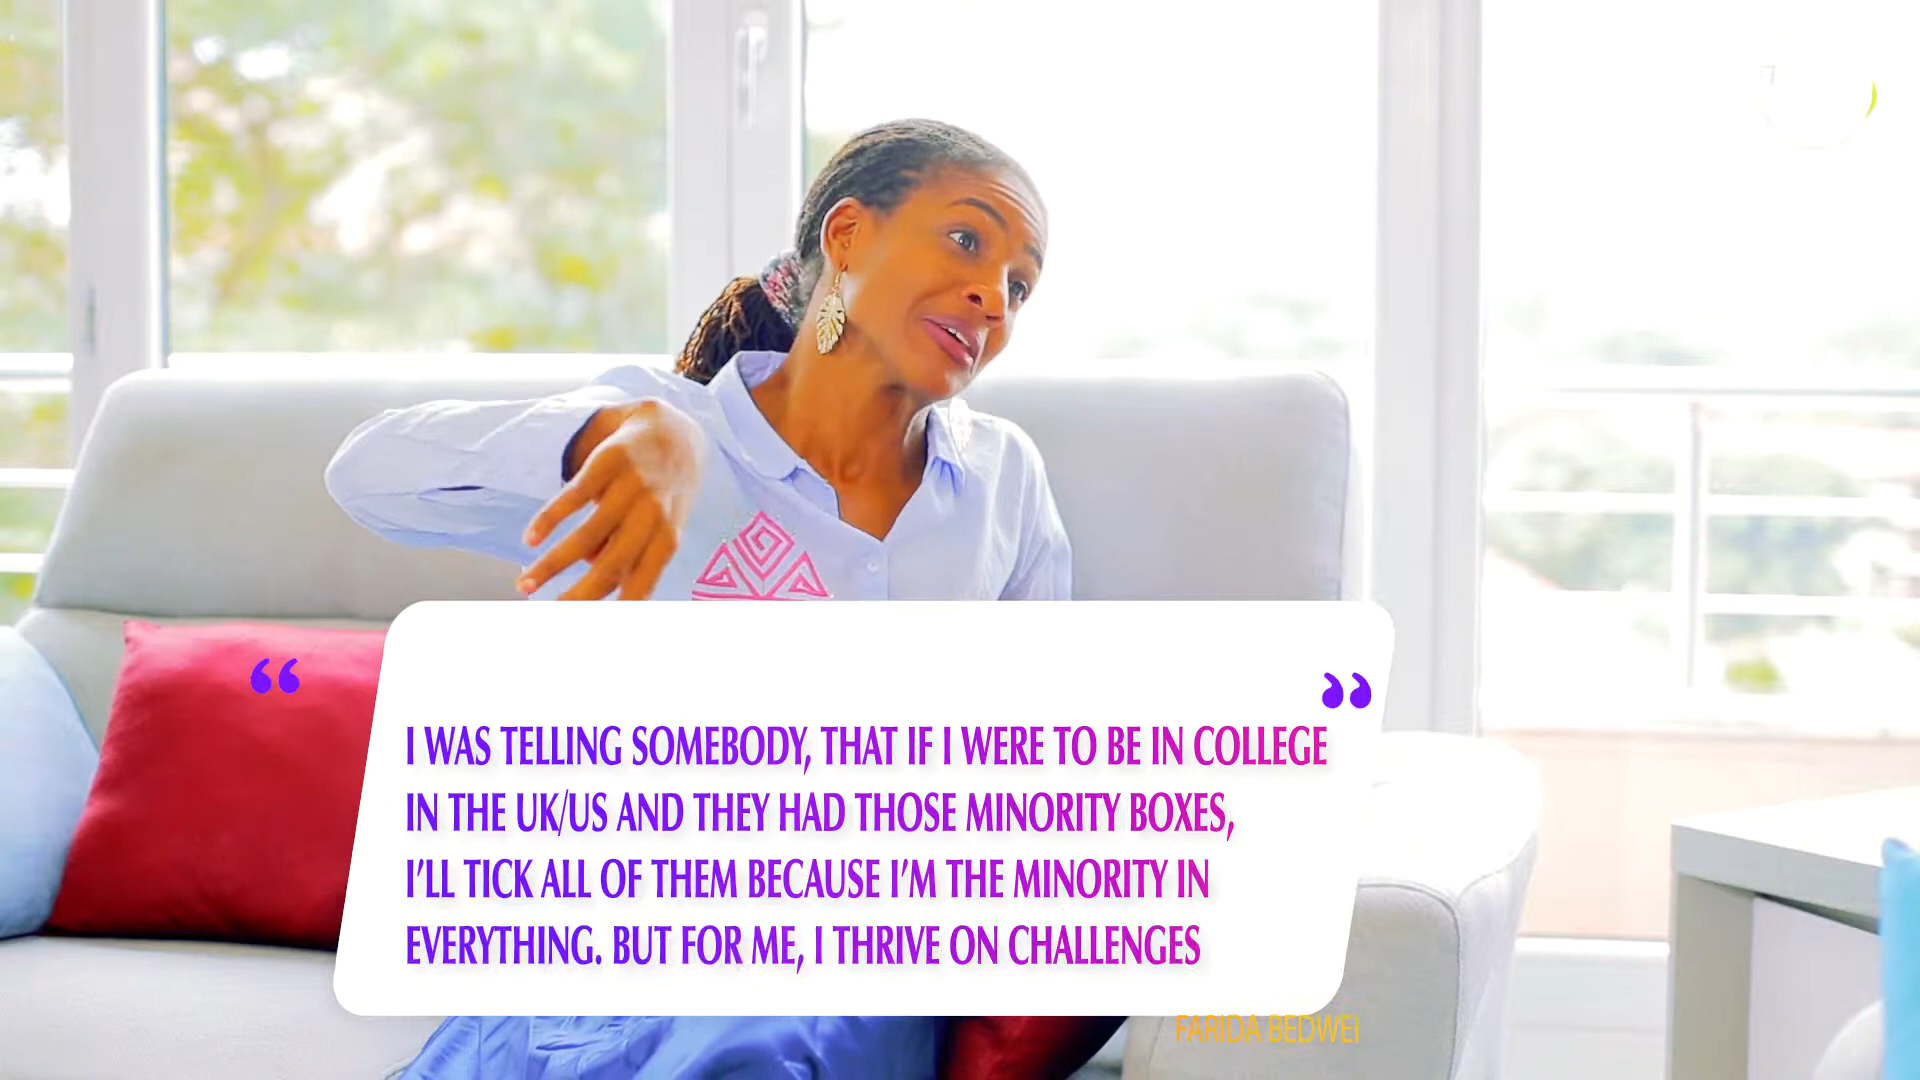 “ ”
I WAS TELLING SOMEBODY, THAT IF I WERE TO BE IN COLLEGE
IN THE UK/US AND THEY HAD THOSE MINORITY BOXES,
I’LL TICK ALL OF THEM BECAUSE I’M THE MINORITY IN
EVERYTHING. BUT FOR ME, I THRIVE ON CHALLENGES
FARIDA BEDWEI